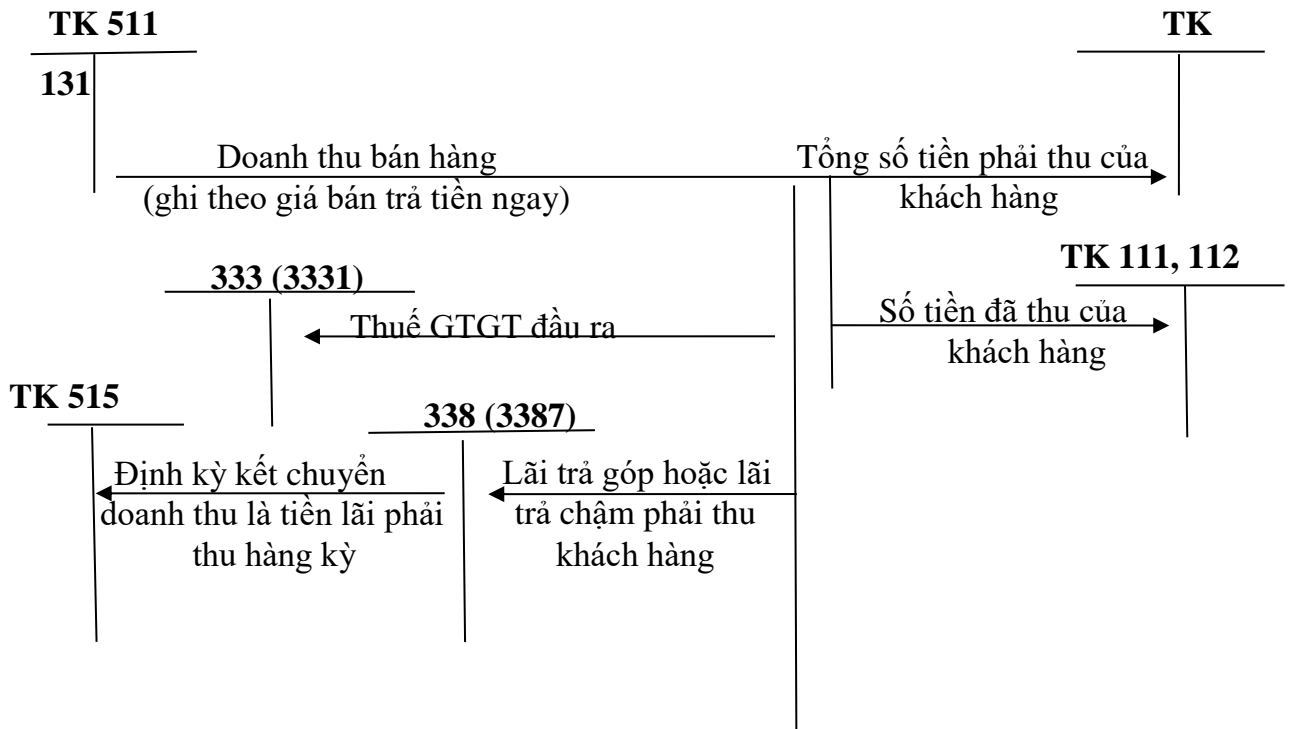 TK 511
TK
131
Doanh thu bán hàng
(ghi theo giá bán trả tiền ngay)
Tổng số tiền phải thu của
khách hàng
TK 111, 112
333 (3331)
Thuế GTGT đầu ra
Số tiền đã thu của
khách hàng
TK 515
338 (3387)
Định kỳ kết chuyển
doanh thu là tiền lãi phải
thu hàng kỳ
Lãi trả góp hoặc lãi
trả chậm phải thu
khách hàng